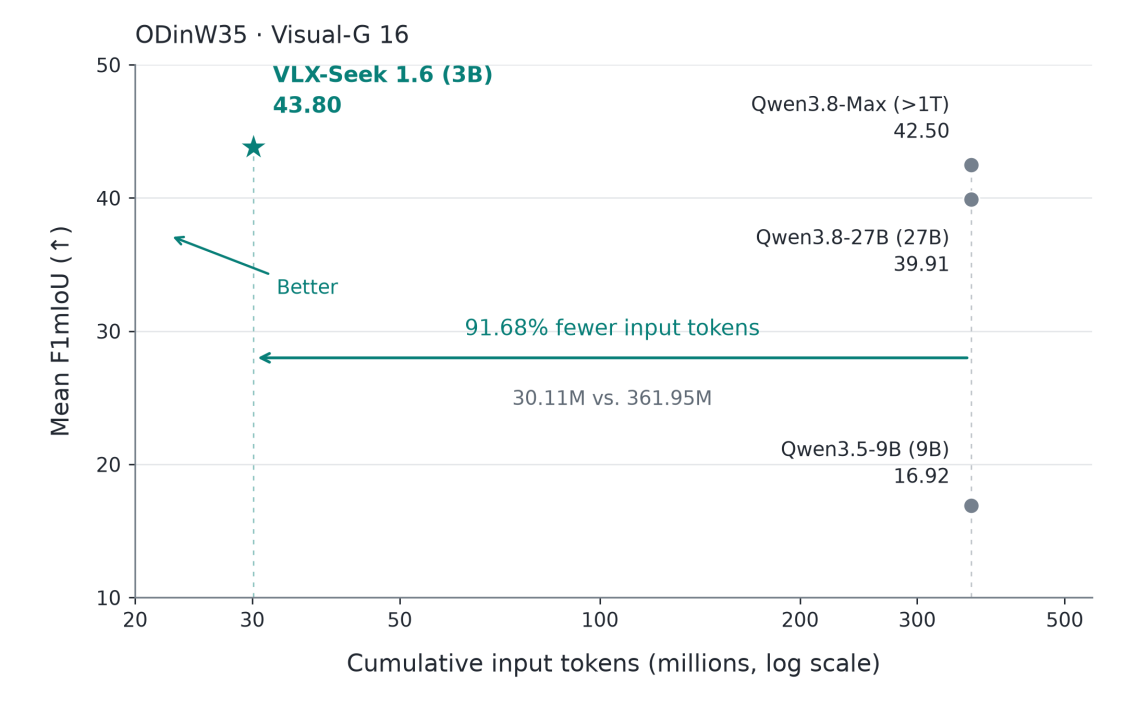 ODinW35 · Visual-G 16
VLX-Seek 1.6 (3B)
43.80
Qwen3.8-Max (>1T)
42.50
Qwen3.8-27B (27B)
39.91
Better
91.68% fewer input tokens
30.11M vs. 361.95M
Qwen3.5-9B (9B)
16.92
Mean F1mIoU (↑)
50
40
30
20
10
20 30 50 100 200 300 500
Cumulative input tokens (millions, log scale)